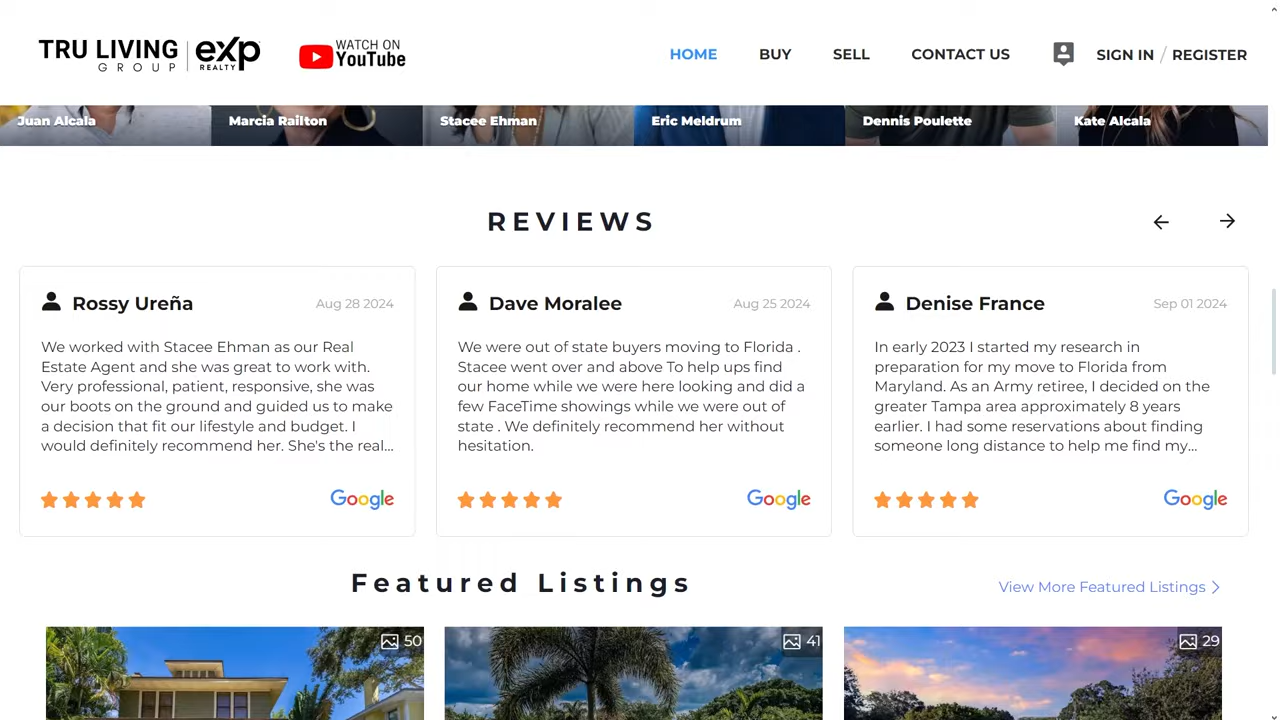 TRU LIVING
GROUP
eXp
REALTY
WATCH ON
YouTube
HOME
BUY
SELL
CONTACT US
SIGN IN / REGISTER
Juan Alcala
Marcia Railton
Stacee Ehman
Eric Meldrum
Dennis Poulette
Kate Alcala
REVIEWS
Rossy Ureña
Aug 28 2024
We worked with Stacee Ehman as our Real
Estate Agent and she was great to work with.
Very professional, patient, responsive, she was
our boots on the ground and guided us to make
a decision that fit our lifestyle and budget. I
would definitely recommend her. She's the real...
Google
Dave Moralee
Aug 25 2024
We were out of state buyers moving to Florida .
Stacee went over and above To help ups find
our home while we were here looking and did a
few FaceTime showings while we were out of
state . We definitely recommend her without
hesitation.
Google
Denise France
Sep 01 2024
In early 2023 I started my research in
preparation for my move to Florida from
Maryland. As an Army retiree, I decided on the
greater Tampa area approximately 8 years
earlier. I had some reservations about finding
someone long distance to help me find my...
Google
Featured Listings
View More Featured Listings
50
41
29